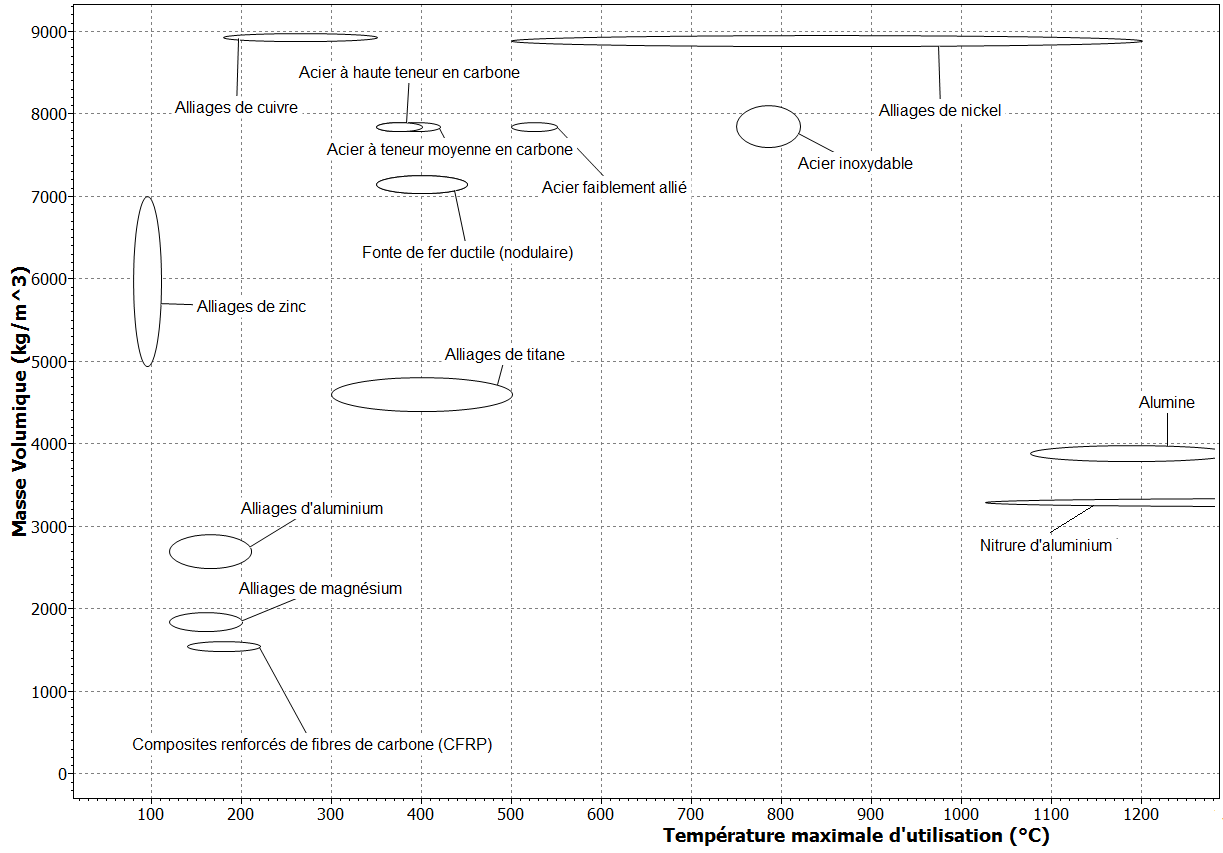 9000
Acier à haute teneur en carbone
Alliages de cuivre
Alliages de nickel
8000
Acier à teneur moyenne en carbone
Acier inoxydable
Acier faiblement allié
7000
Fonte de fer ductile (nodulaire)
6000
Alliages de zinc
Masse Volumique (kg/m^3)
5000
Alliages de titane
Alumine
4000
Alliages d'aluminium
3000
Nitrure d'aluminium
Alliages de magnésium
2000
1000
Composites renforcés de fibres de carbone (CFRP)
0
100 200 300 400 500 600 700 800 900 1000 1100 1200
Température maximale d'utilisation (°C)